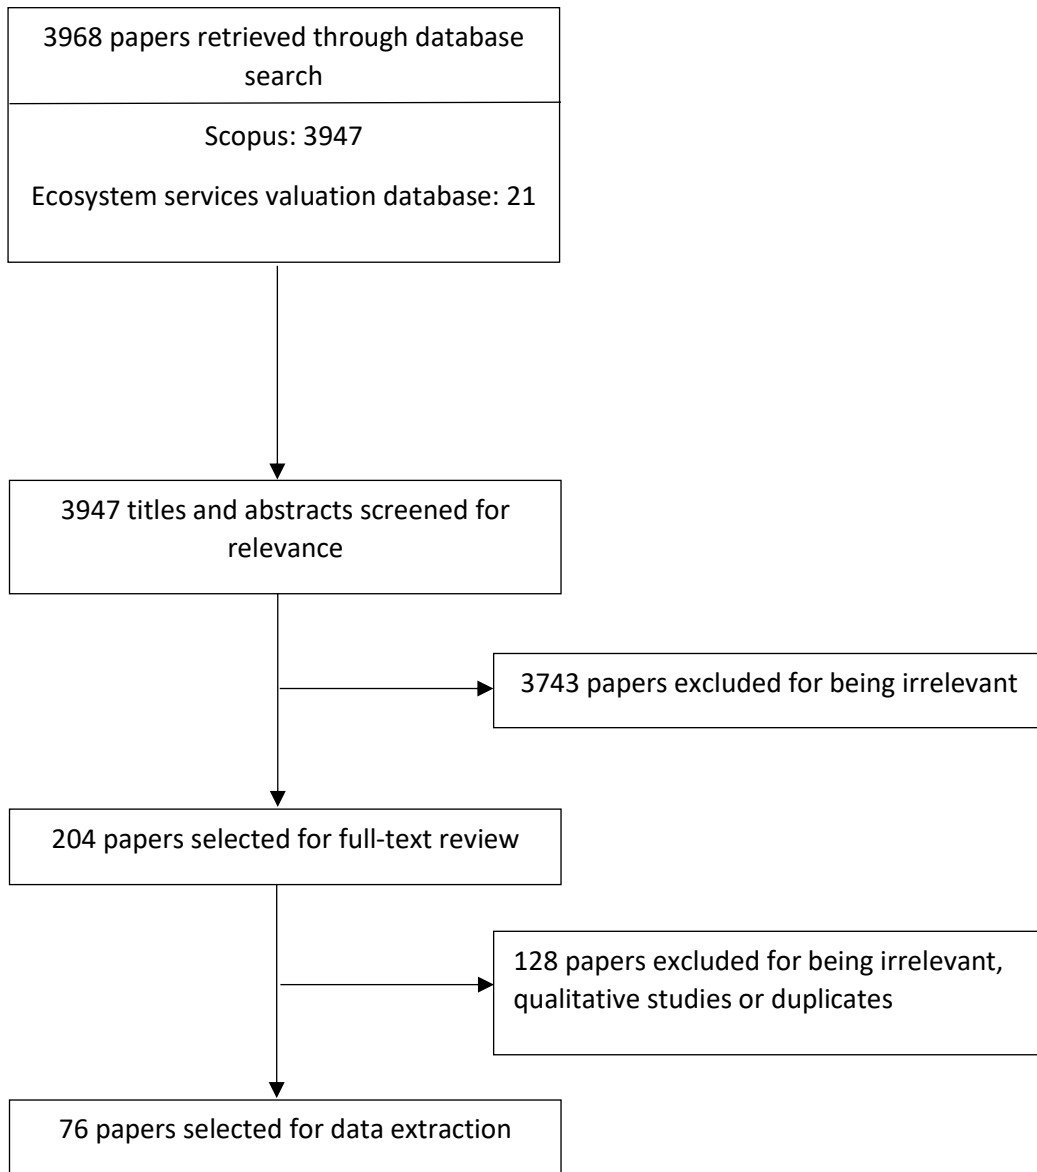 3968 papers retrieved through database
search
Scopus: 3947
Ecosystem services valuation database: 21
3947 titles and abstracts screened for
relevance
3743 papers excluded for being irrelevant
204 papers selected for full-text review
128 papers excluded for being irrelevant,
qualitative studies or duplicates
76 papers selected for data extraction